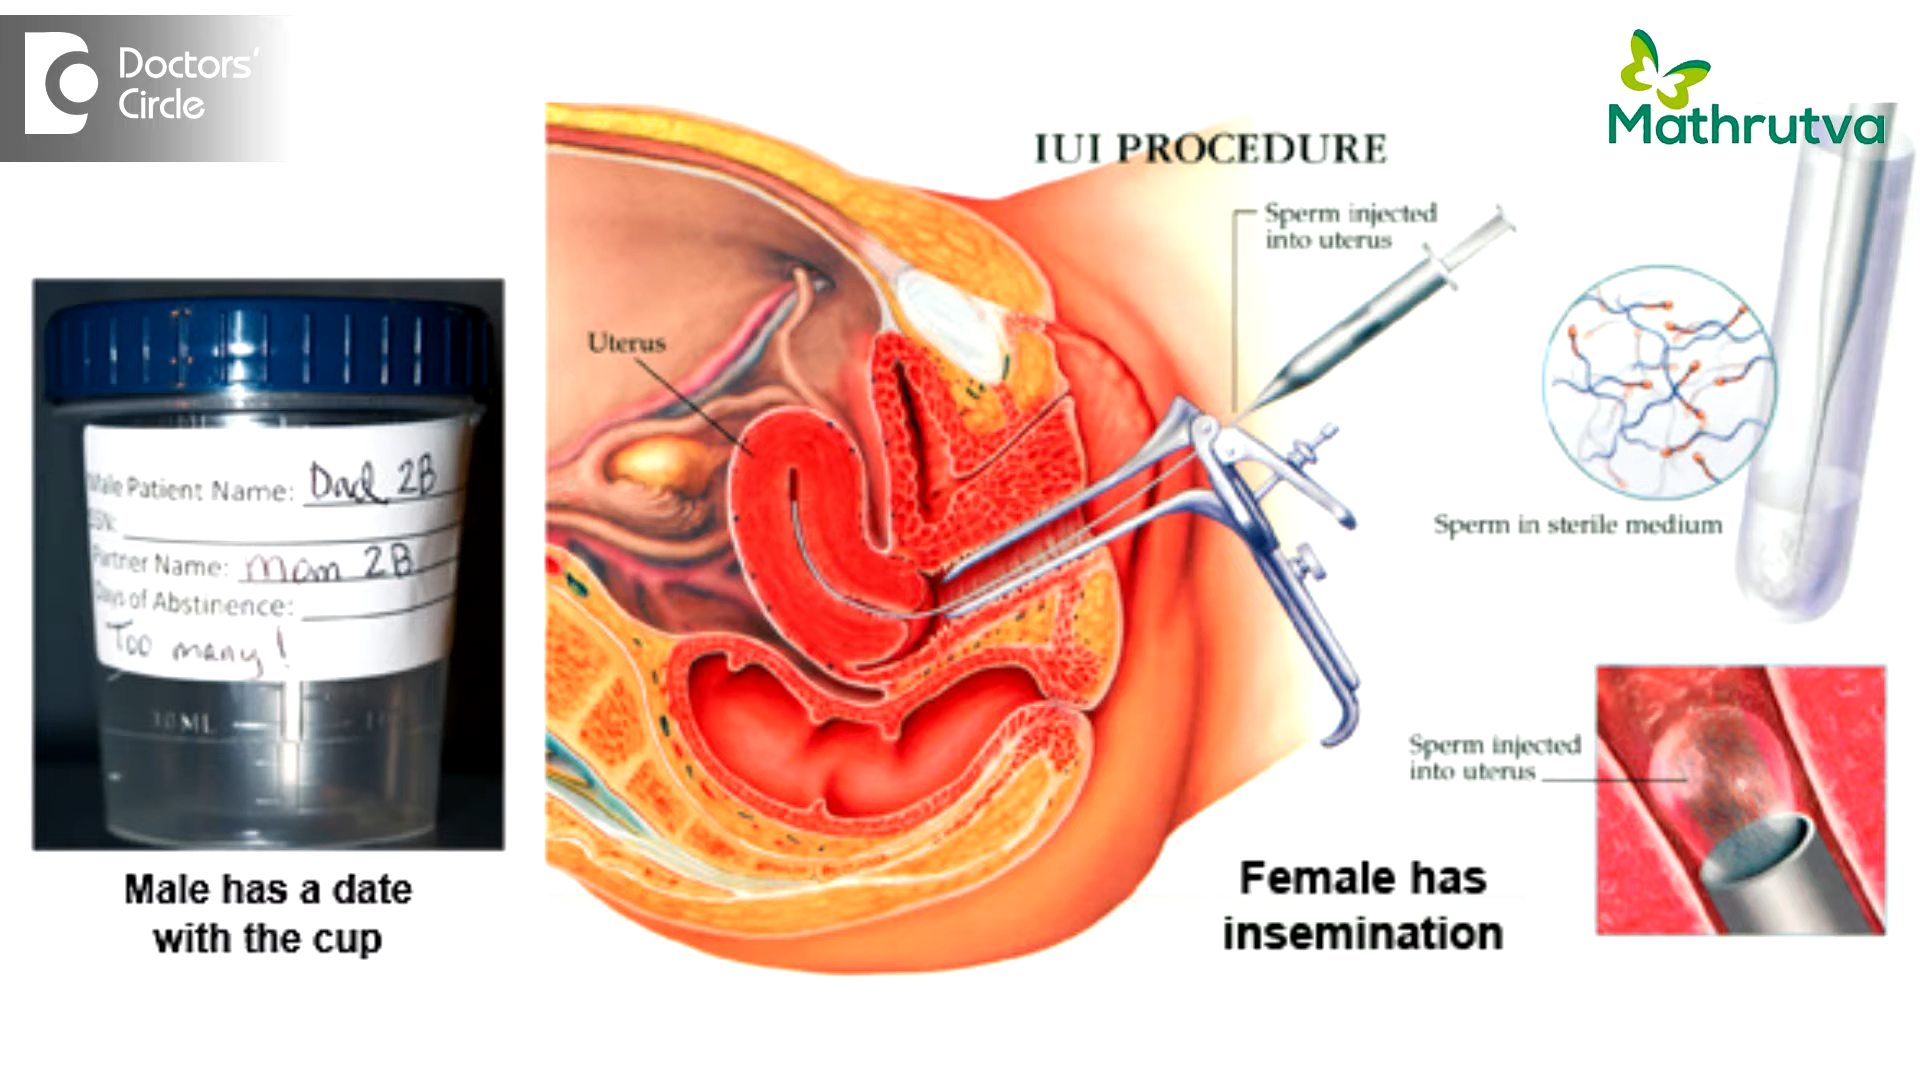 Doctors'
Circle
Mathrutva
IUI PROCEDURE
Sperm injected
into uterus
Uterus
Male Patient Name: Dad 2B
Partner Name: Mom 2B
Days of Abstinence:
Too many!
10 ML
Sperm in sterile medium
Sperm injected
into uterus
Male has a date
with the cup
Female has
insemination